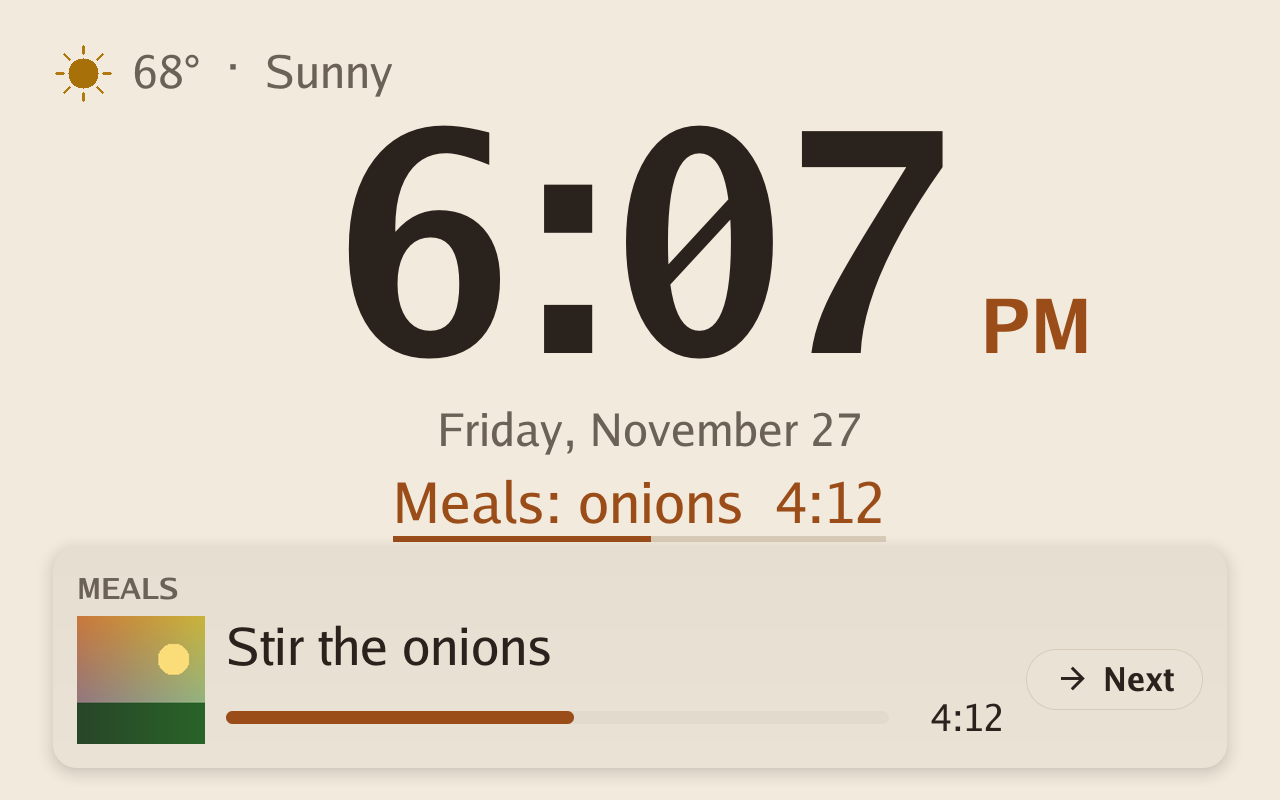 68° · Sunny
6:07 PM
Friday, November 27
Meals: onions 4:12
MEALS
Stir the onions
4:12
→ Next